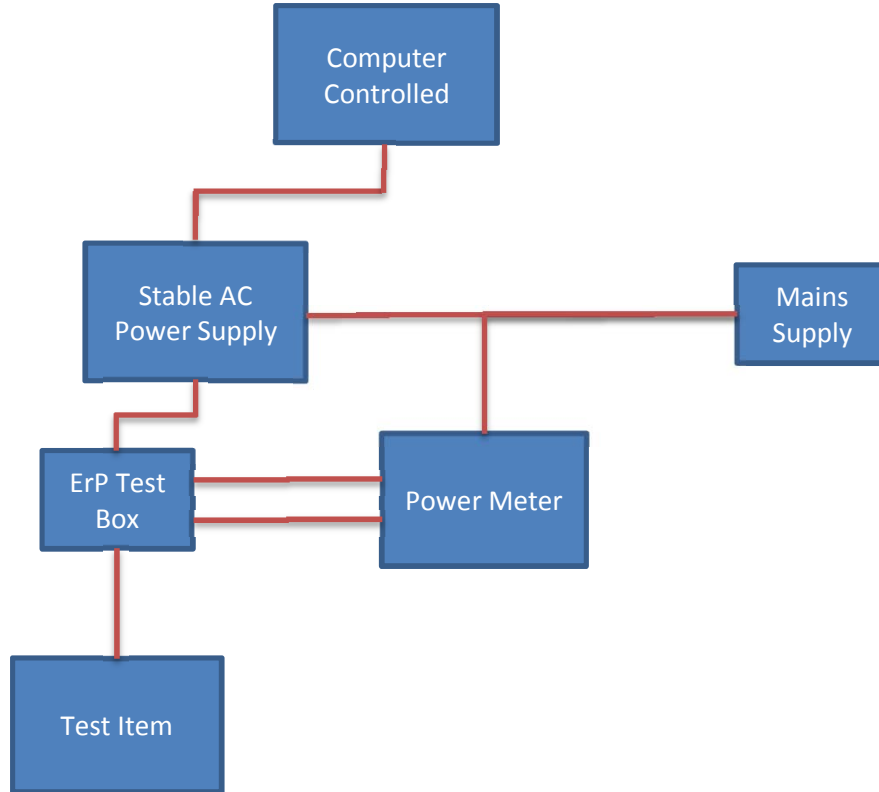 Computer
Controlled
Stable AC
Power Supply
Mains
Supply
ErP Test
Box
Power Meter
Test Item